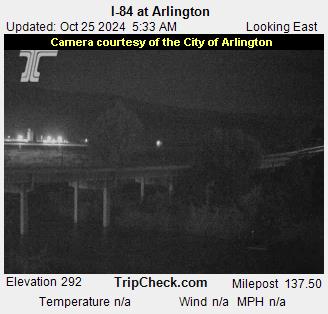 I-84 at Arlington
Updated: Oct 25 2024 5:33 AM Looking East
Camera courtesy of the City of Arlington
Elevation 292 TripCheck.com Milepost 137.50
Temperature n/a Wind n/a MPH n/a